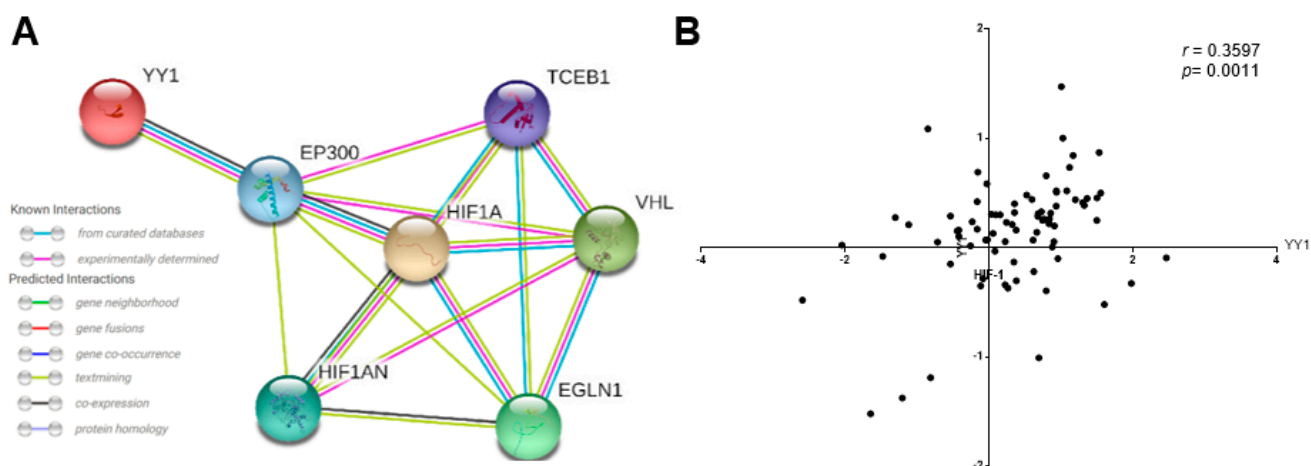 A
YY1
TCEB1
EP300
HIF1A
VHL
HIF1AN
EGLN1
Known Interactions
from curated databases
experimentally determined
Predicted Interactions
gene neighborhood
gene fusions
gene co-occurrence
textmining
co-expression
protein homology
B
r = 0.3597
p= 0.0011
2
1
-4
-2
0
2
4
YY1
YY1
HIF-1
-1
-2